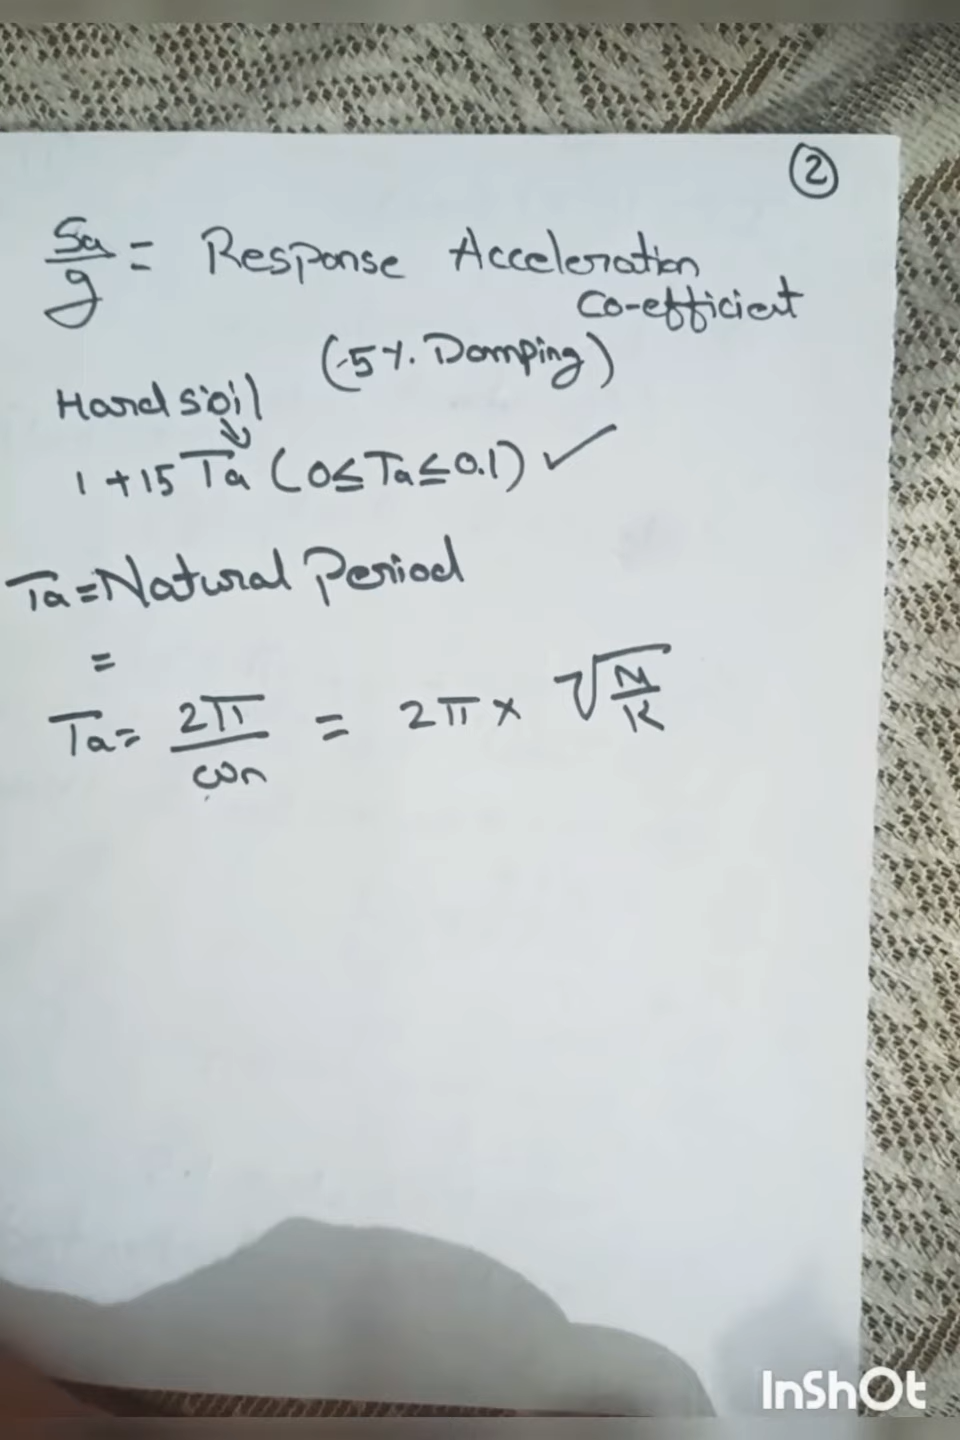 2
Sa/g = Response Acceleration
Co-efficient
(5%. Damping)
Hard soil
1 + 15 Ta (0≤Ta≤0.1) ✓
Ta=Natural Period
=
Ta= 2π/ωn = 2π × √M/K
InShOt